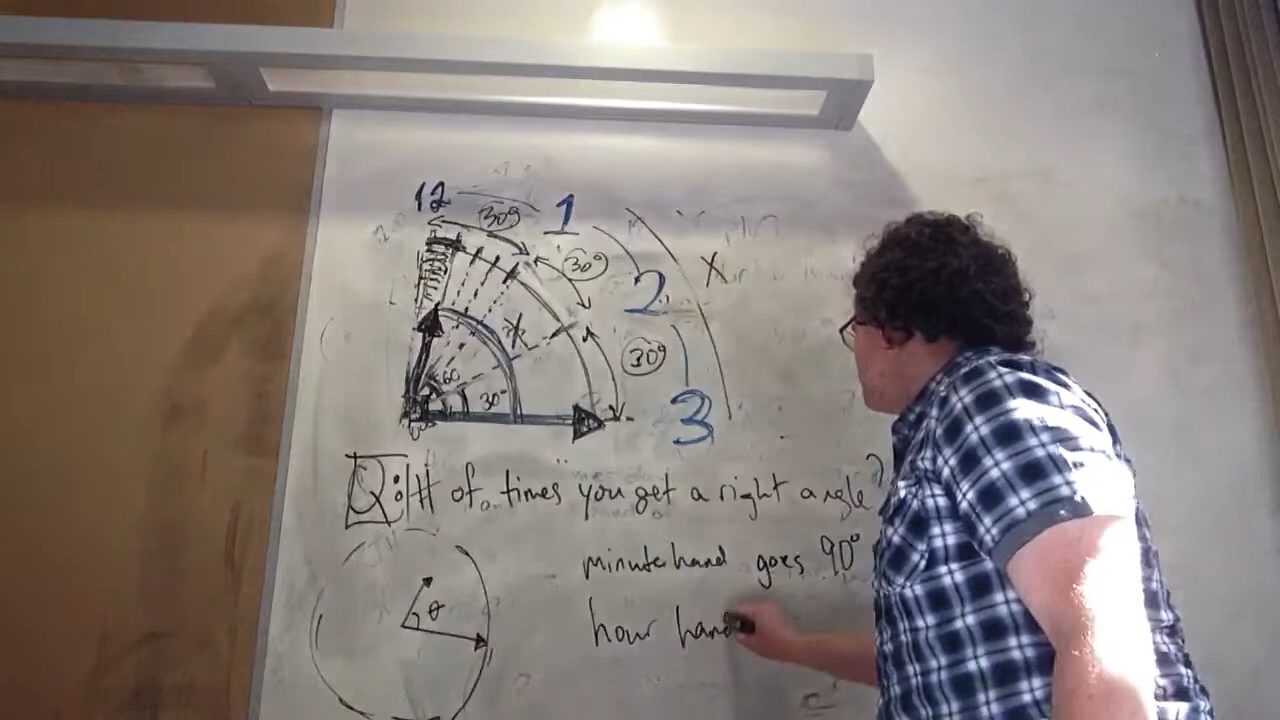 12
30°
1
30°
2
X
30°
60
30°
3
Q: # of "times" you get a right angle?
minute hand goes 90°
θ
hour hand